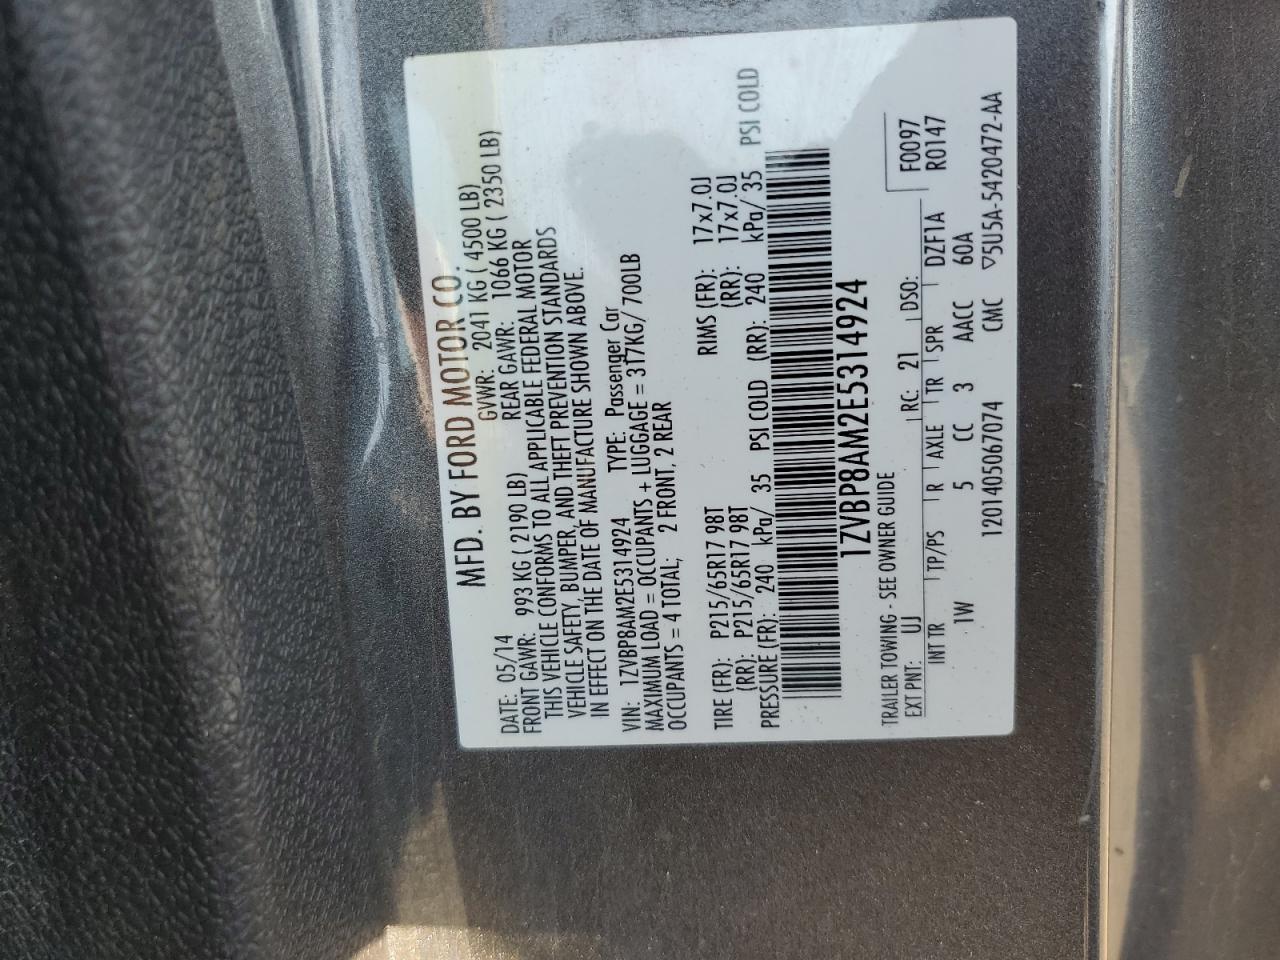 MFD. BY FORD MOTOR CO.
DATE: 05/14 GVWR: 2041 KG ( 4500 LB)
FRONT GAWR: 993 KG ( 2190 LB) REAR GAWR: 1066 KG ( 2350 LB)
THIS VEHICLE CONFORMS TO ALL APPLICABLE FEDERAL MOTOR
VEHICLE SAFETY, BUMPER, AND THEFT PREVENTION STANDARDS
IN EFFECT ON THE DATE OF MANUFACTURE SHOWN ABOVE.
VIN: 1ZVBP8AM2E5314924 TYPE: Passenger Car
MAXIMUM LOAD = OCCUPANTS + LUGGAGE = 317KG/ 700LB
OCCUPANTS = 4 TOTAL; 2 FRONT, 2 REAR
TIRE (FR): P215/65R17 98T RIMS (FR): 17x7.0J
(RR): P215/65R17 98T (RR): 17x7.0J
PRESSURE (FR): 240 kPa/ 35 PSI COLD (RR): 240 kPa/ 35 PSI COLD
1ZVBP8AM2E5314924
TRAILER TOWING - SEE OWNER GUIDE F0097
EXT PNT: UJ RC: 21 DSO: R0147
INT TR TP/PS R AXLE TR SPR DZF1A
1W 5 CC 3 AACC 60A
120140506707​4 CMC ▽5U5A-5420472-AA